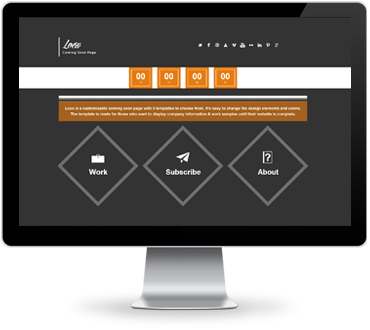 Loxie
Coming Soon Page
00 00 00 00
Loxie is a customizable coming soon page with 3 templates to choose from. It's easy to change the design elements and colors.
The template is made for those who want to display company information & work samples until their website is complete.
Work Subscribe About